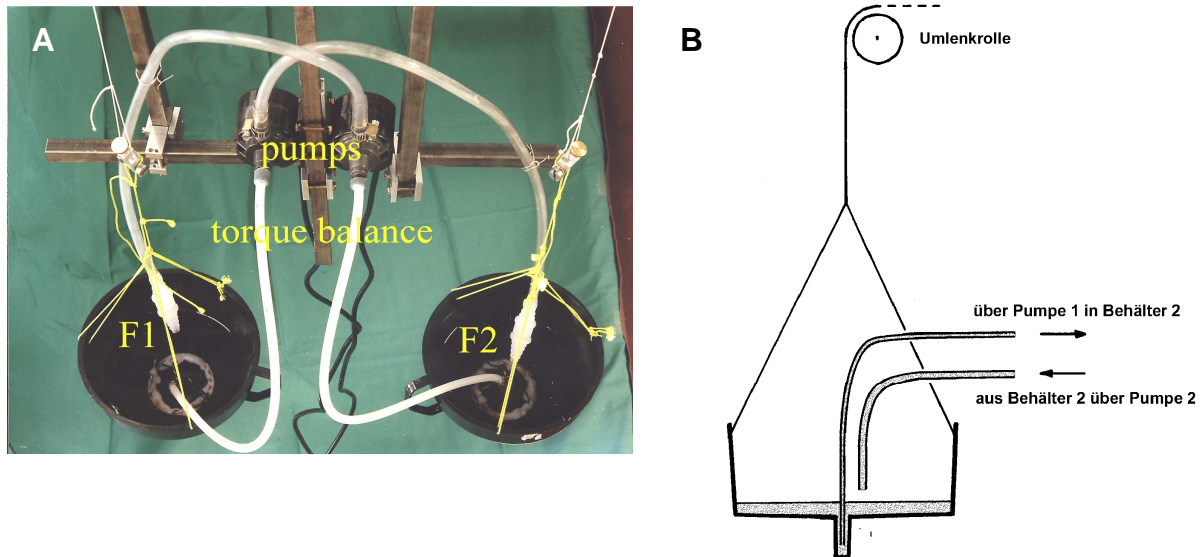 A
pumps
torque balance
F1
F2
B
Umlenkrolle
über Pumpe 1 in Behälter 2
aus Behälter 2 über Pumpe 2